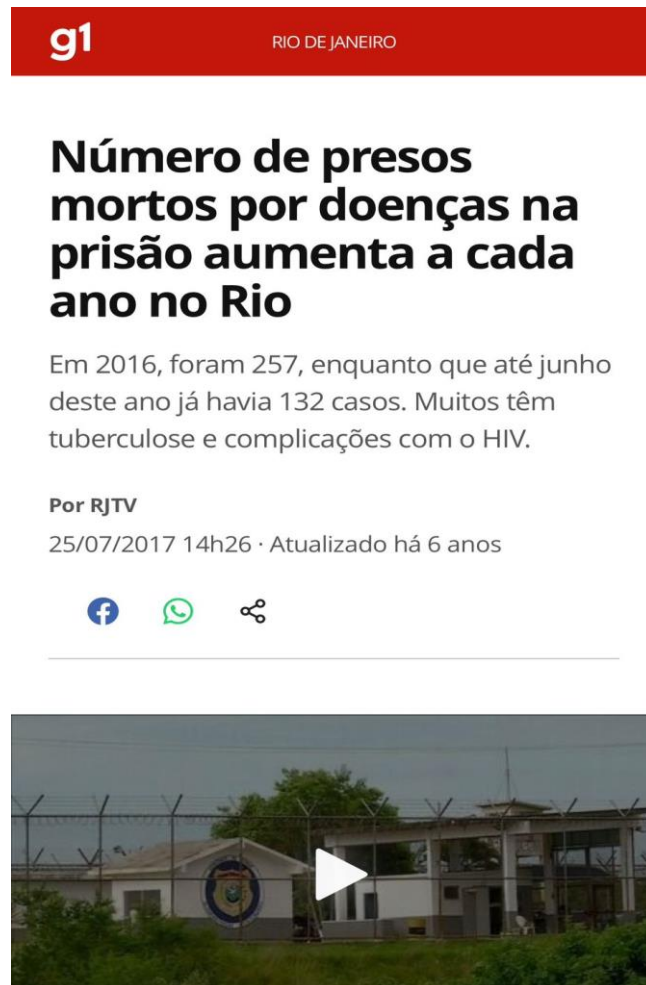 g1
RIO DE JANEIRO
Número de presos
mortos por doenças na
prisão aumenta a cada
ano no Rio
Em 2016, foram 257, enquanto que até junho
deste ano já havia 132 casos. Muitos têm
tuberculose e complicações com o HIV.
Por RJTV
25/07/2017 14h26 · Atualizado há 6 anos